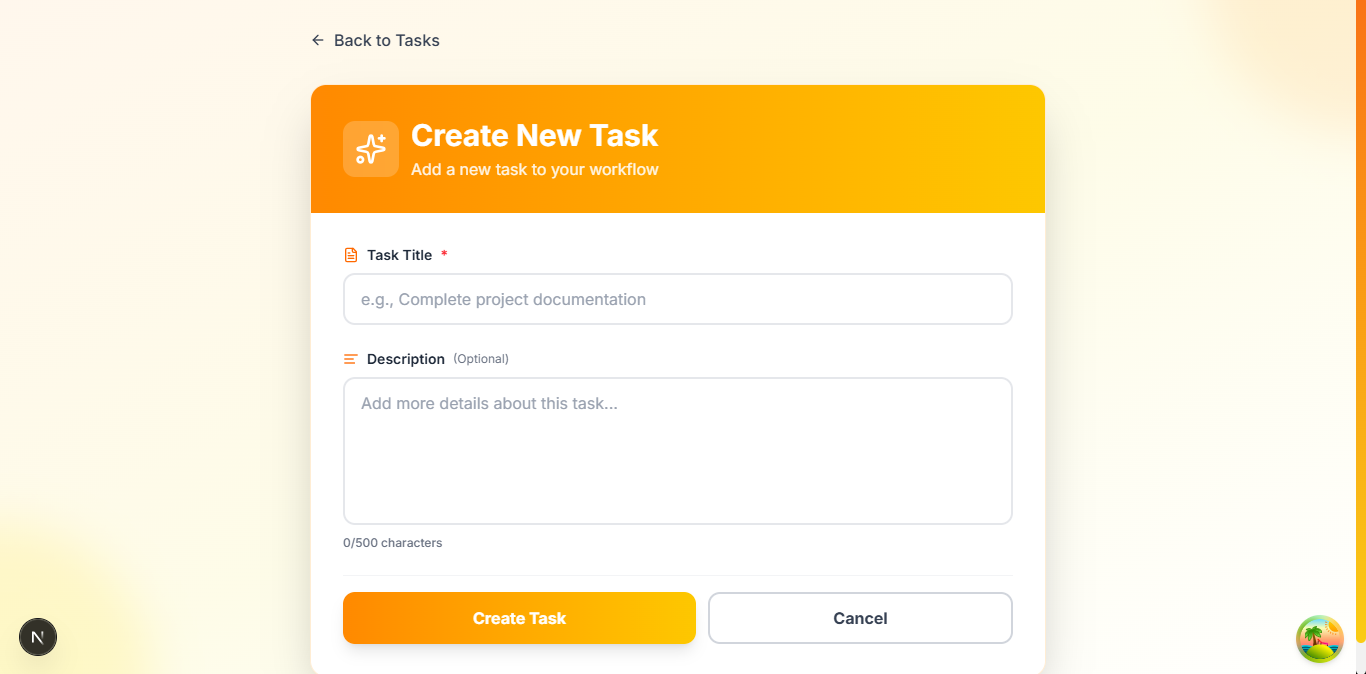 Back to Tasks
Create New Task
Add a new task to your workflow
Task Title *
e.g., Complete project documentation
Description (Optional)
Add more details about this task...
0/500 characters
Create Task
Cancel
N